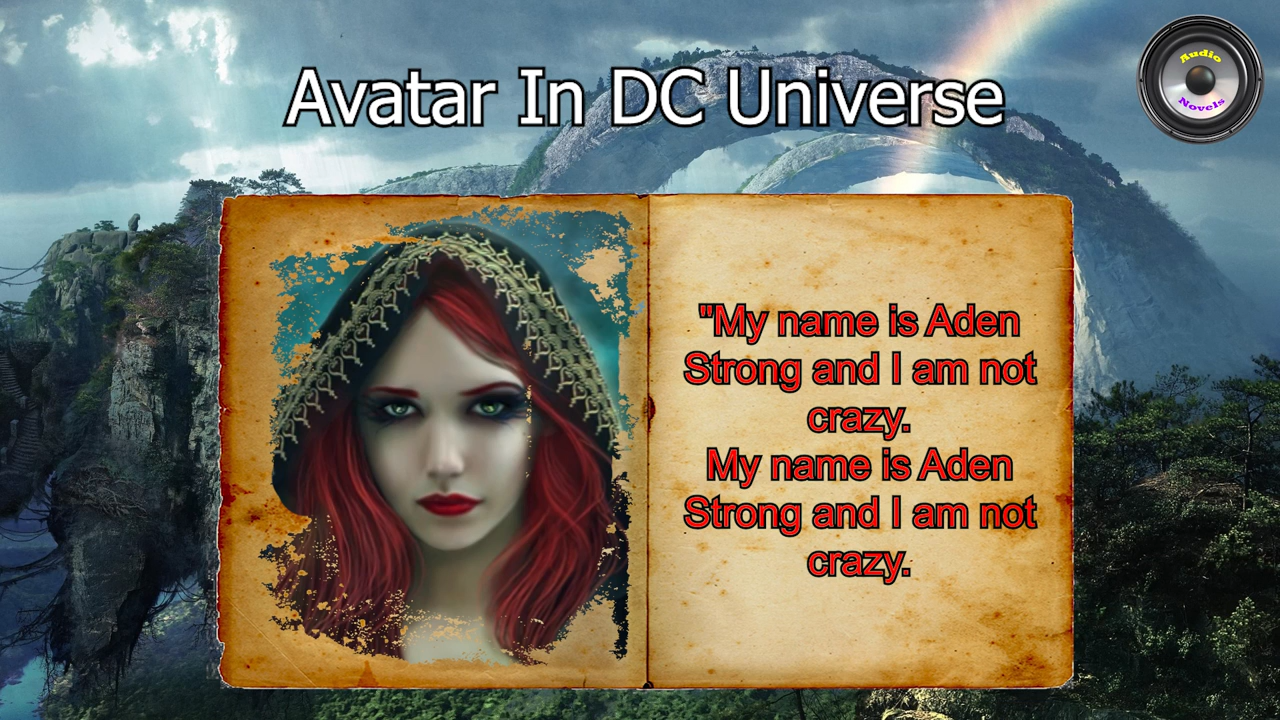 Avatar In DC Universe
Audio
Novels
"My name is Aden
Strong and I am not
crazy.
My name is Aden
Strong and I am not
crazy.